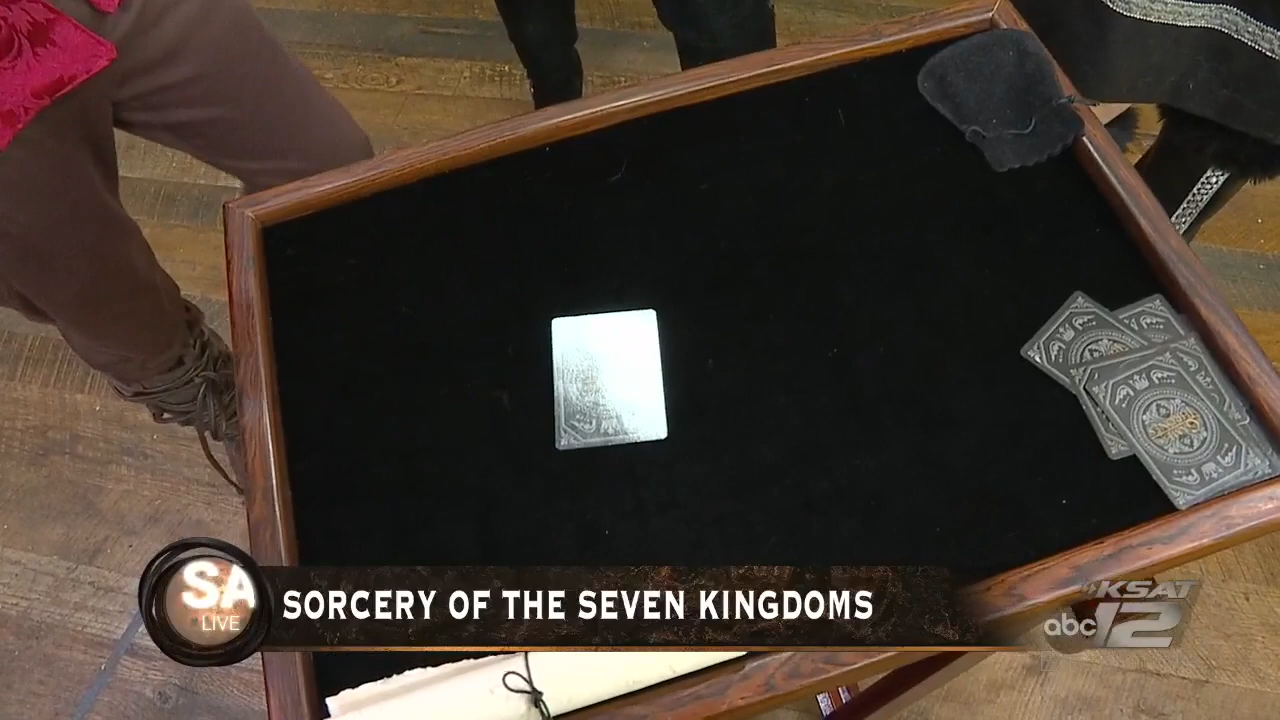 SA
LIVE
SORCERY OF THE SEVEN KINGDOMS
KSAT
abc 12